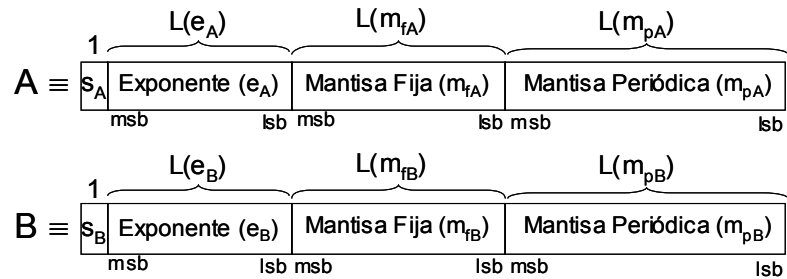 1 L(e_A) L(m_fA) L(m_pA)
A ≡ s_A Exponente (e_A) Mantisa Fija (m_fA) Mantisa Periódica (m_pA)
msb lsb msb lsb msb lsb
1 L(e_B) L(m_fB) L(m_pB)
B ≡ s_B Exponente (e_B) Mantisa Fija (m_fB) Mantisa Periódica (m_pB)
msb lsb msb lsb msb lsb